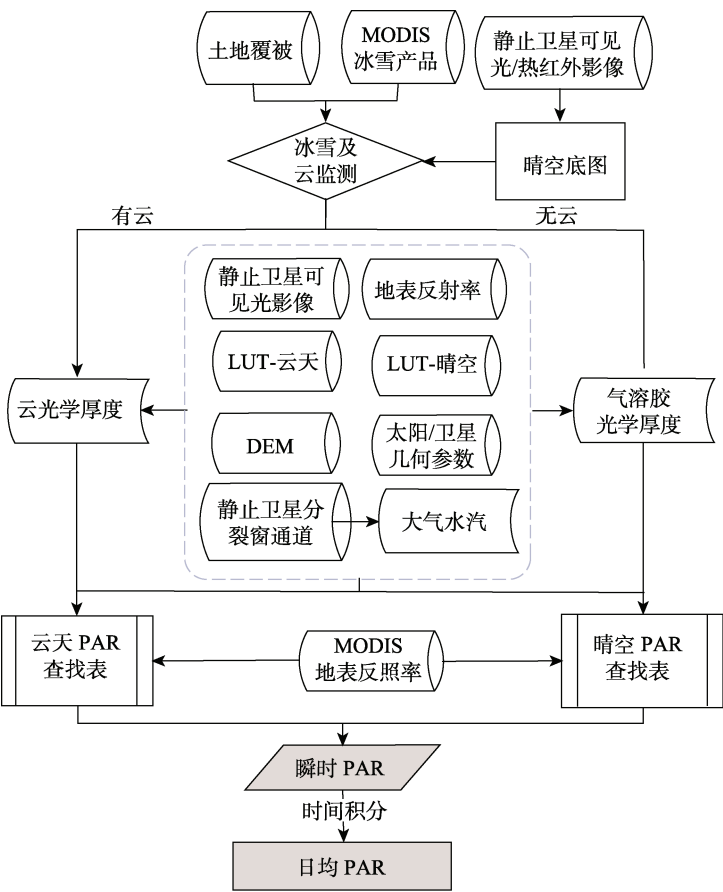 土地覆被
MODIS
冰雪产品
静止卫星可见
光/热红外影像
冰雪及
云监测
晴空底图
有云
无云
静止卫星可
见光影像
地表反射率
LUT-云天
LUT-晴空
云光学厚度
气溶胶
光学厚度
DEM
太阳/卫星
几何参数
静止卫星分
裂窗通道
大气水汽
云天 PAR
查找表
MODIS
地表反照率
晴空 PAR
查找表
瞬时 PAR
时间积分
日均 PAR